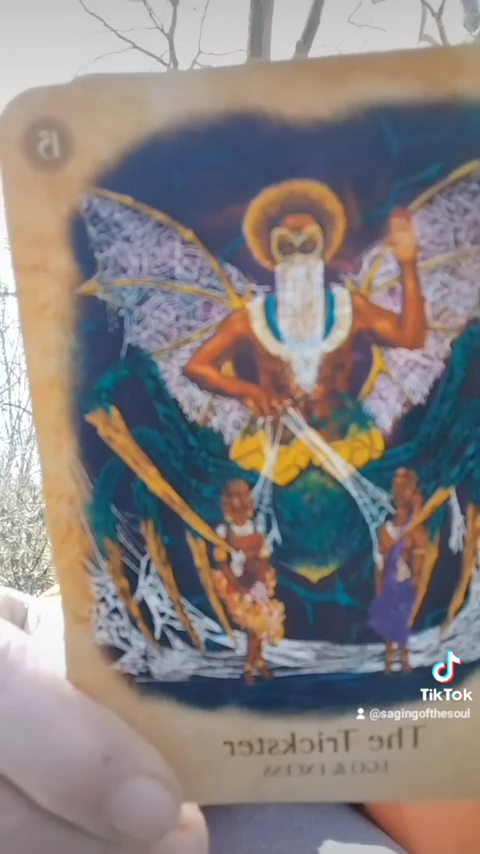 15
TikTok
@sagingofthesoul
The Trickster
EGO & EXCESS